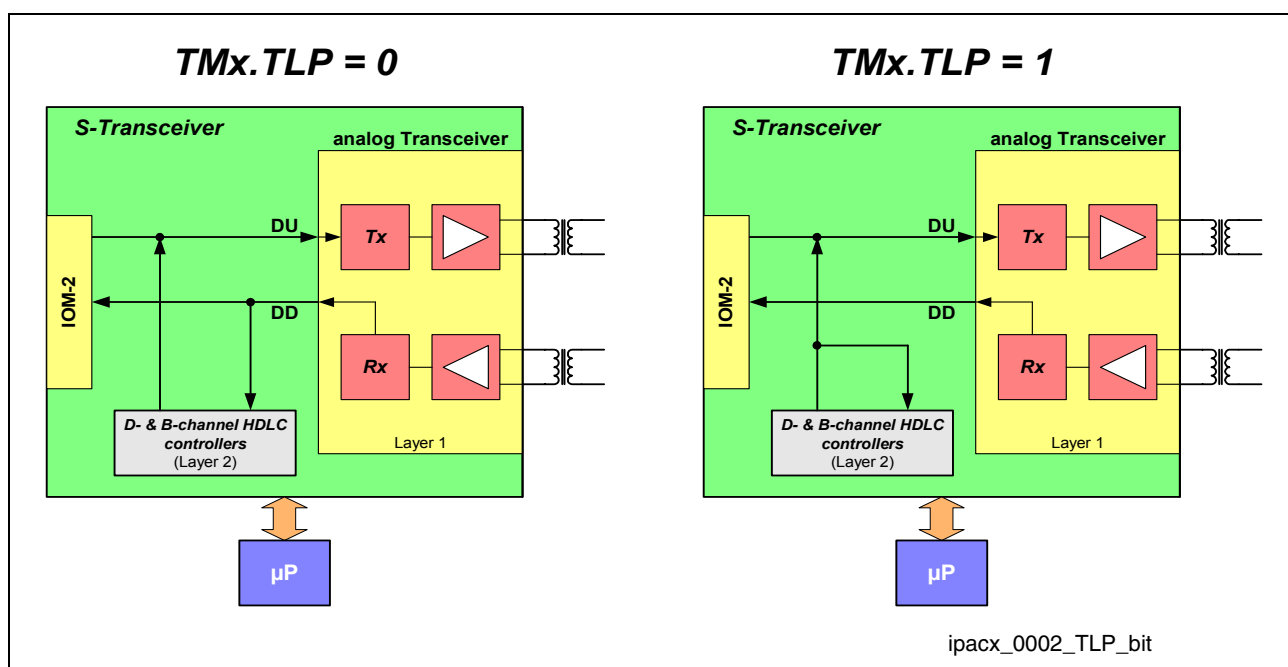 TMx.TLP = 0
S-Transceiver
analog Transceiver
IOM-2
DU
Tx
DD
Rx
D- & B-channel HDLC
controllers
(Layer 2)
Layer 1
µP
TMx.TLP = 1
S-Transceiver
analog Transceiver
IOM-2
DU
Tx
DD
Rx
D- & B-channel HDLC
controllers
(Layer 2)
Layer 1
µP
ipacx_0002_TLP_bit